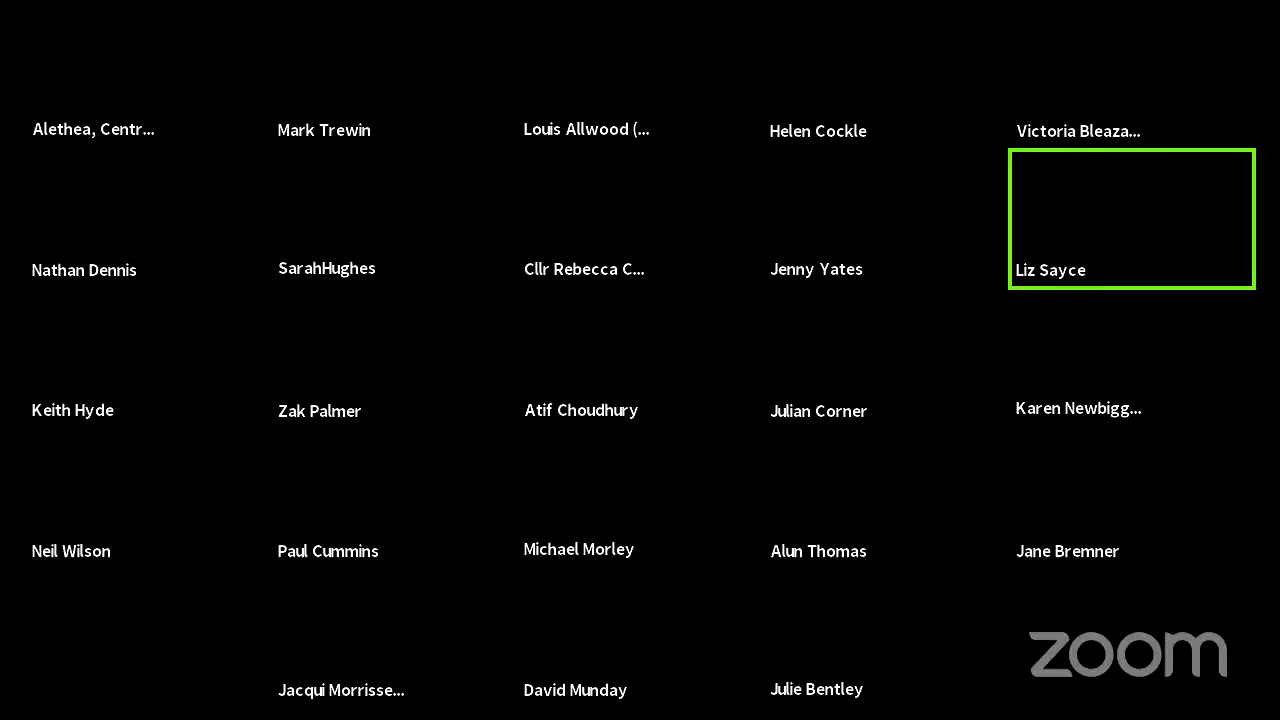 Alethea, Centr...
Mark Trewin
Louis Allwood (...
Helen Cockle
Victoria Bleaza...
Nathan Dennis
SarahHughes
Cllr Rebecca C...
Jenny Yates
Liz Sayce
Keith Hyde
Zak Palmer
Atif Choudhury
Julian Corner
Karen Newbigg...
Neil Wilson
Paul Cummins
Michael Morley
Alun Thomas
Jane Bremner
Jacqui Morrisse...
David Munday
Julie Bentley
zoom